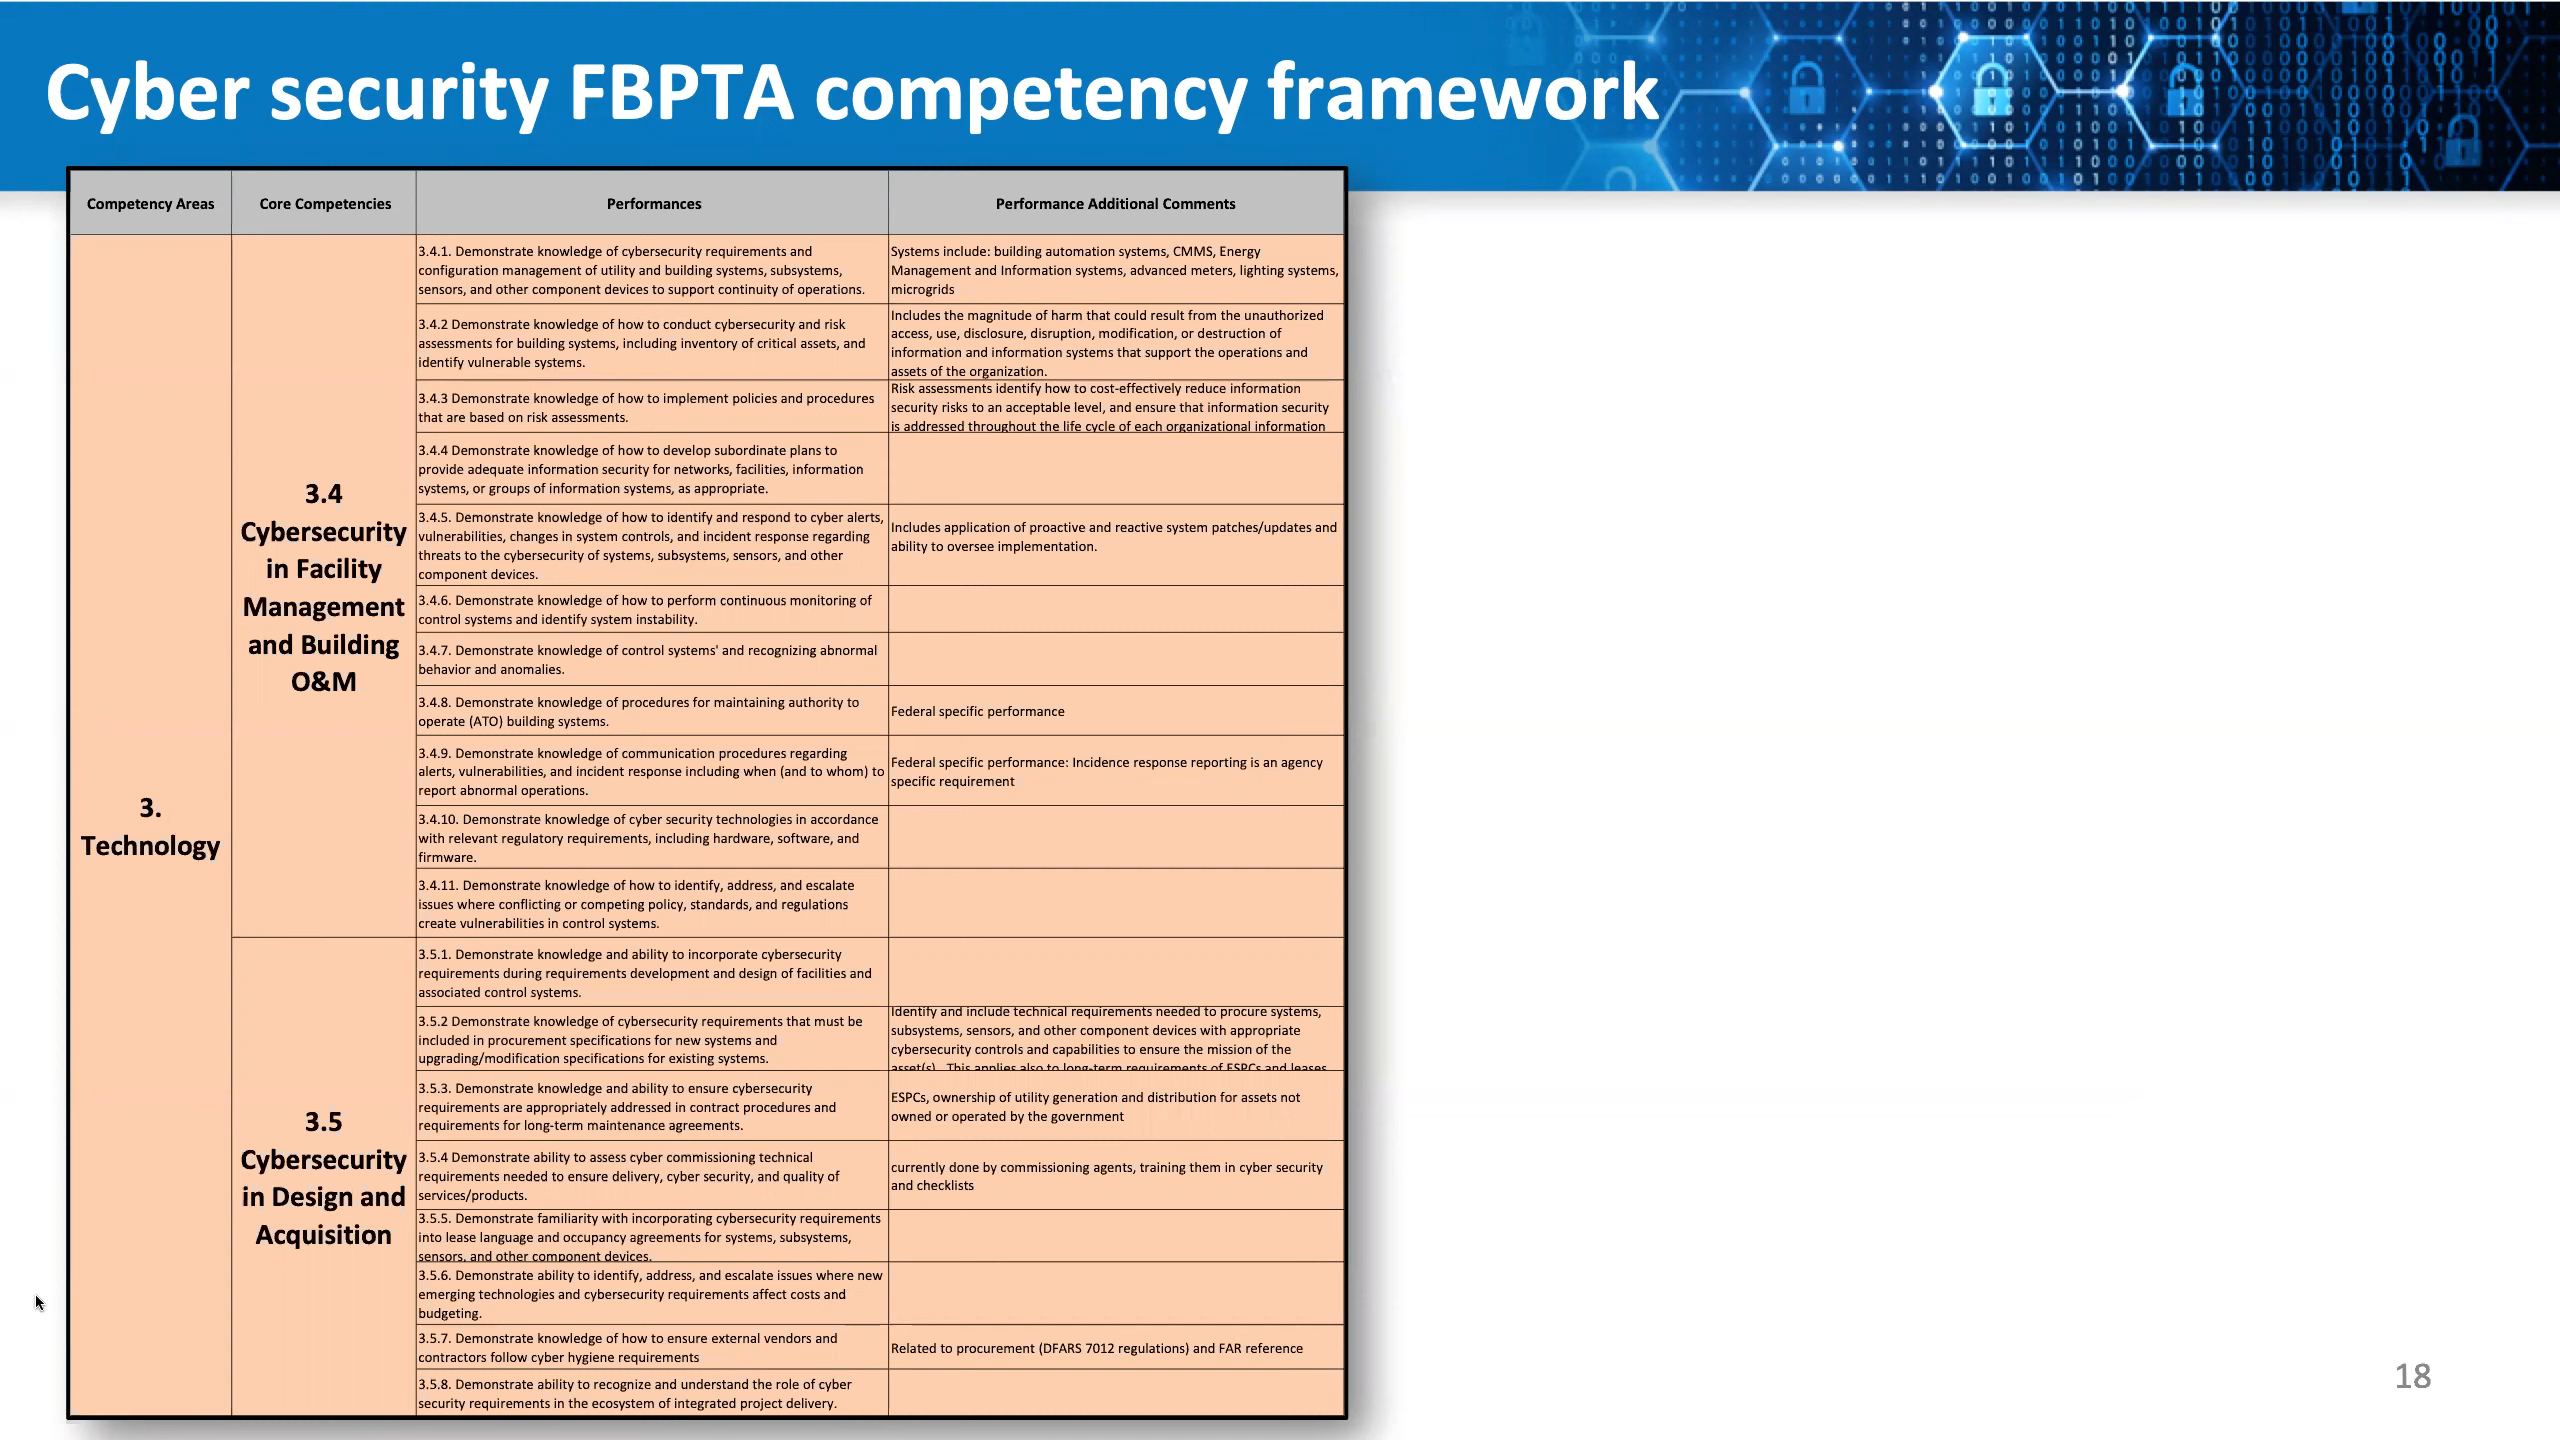 Cyber security FBPTA competency framework
Competency Areas
Core Competencies
Performances
Performance Additional Comments
3.
Technology
3.4
Cybersecurity
in Facility
Management
and Building
O&M
3.4.1. Demonstrate knowledge of cybersecurity requirements and
configuration management of utility and building systems, subsystems,
sensors, and other component devices to support continuity of operations.
Systems include: building automation systems, CMMS, Energy
Management and Information systems, advanced meters, lighting systems,
microgrids
3.4.2 Demonstrate knowledge of how to conduct cybersecurity and risk
assessments for building systems, including inventory of critical assets, and
identify vulnerable systems.
Includes the magnitude of harm that could result from the unauthorized
access, use, disclosure, disruption, modification, or destruction of
information and information systems that support the operations and
assets of the organization.
3.4.3 Demonstrate knowledge of how to implement policies and procedures
that are based on risk assessments.
Risk assessments identify how to cost-effectively reduce information
security risks to an acceptable level, and ensure that information security
is addressed throughout the life cycle of each organizational information
3.4.4 Demonstrate knowledge of how to develop subordinate plans to
provide adequate information security for networks, facilities, information
systems, or groups of information systems, as appropriate.
3.4.5. Demonstrate knowledge of how to identify and respond to cyber alerts,
vulnerabilities, changes in system controls, and incident response regarding
threats to the cybersecurity of systems, subsystems, sensors, and other
component devices.
Includes application of proactive and reactive system patches/updates and
ability to oversee implementation.
3.4.6. Demonstrate knowledge of how to perform continuous monitoring of
control systems and identify system instability.
3.4.7. Demonstrate knowledge of control systems' and recognizing abnormal
behavior and anomalies.
3.4.8. Demonstrate knowledge of procedures for maintaining authority to
operate (ATO) building systems.
Federal specific performance
3.4.9. Demonstrate knowledge of communication procedures regarding
alerts, vulnerabilities, and incident response including when (and to whom) to
report abnormal operations.
Federal specific performance: Incidence response reporting is an agency
specific requirement
3.4.10. Demonstrate knowledge of cyber security technologies in accordance
with relevant regulatory requirements, including hardware, software, and
firmware.
3.4.11. Demonstrate knowledge of how to identify, address, and escalate
issues where conflicting or competing policy, standards, and regulations
create vulnerabilities in control systems.
3.5
Cybersecurity
in Design and
Acquisition
3.5.1. Demonstrate knowledge and ability to incorporate cybersecurity
requirements during requirements development and design of facilities and
associated control systems.
3.5.2 Demonstrate knowledge of cybersecurity requirements that must be
included in procurement specifications for new systems and
upgrading/modification specifications for existing systems.
Identify and include technical requirements needed to procure systems,
subsystems, sensors, and other component devices with appropriate
cybersecurity controls and capabilities to ensure the mission of the
asset(s). This applies also to long-term requirements of ESPCs and leases
3.5.3. Demonstrate knowledge and ability to ensure cybersecurity
requirements are appropriately addressed in contract procedures and
requirements for long-term maintenance agreements.
ESPCs, ownership of utility generation and distribution for assets not
owned or operated by the government
3.5.4 Demonstrate ability to assess cyber commissioning technical
requirements needed to ensure delivery, cyber security, and quality of
services/products.
currently done by commissioning agents, training them in cyber security
and checklists
3.5.5. Demonstrate familiarity with incorporating cybersecurity requirements
into lease language and occupancy agreements for systems, subsystems,
sensors, and other component devices.
3.5.6. Demonstrate ability to identify, address, and escalate issues where new
emerging technologies and cybersecurity requirements affect costs and
budgeting.
3.5.7. Demonstrate knowledge of how to ensure external vendors and
contractors follow cyber hygiene requirements
Related to procurement (DFARS 7012 regulations) and FAR reference
3.5.8. Demonstrate ability to recognize and understand the role of cyber
security requirements in the ecosystem of integrated project delivery.
18